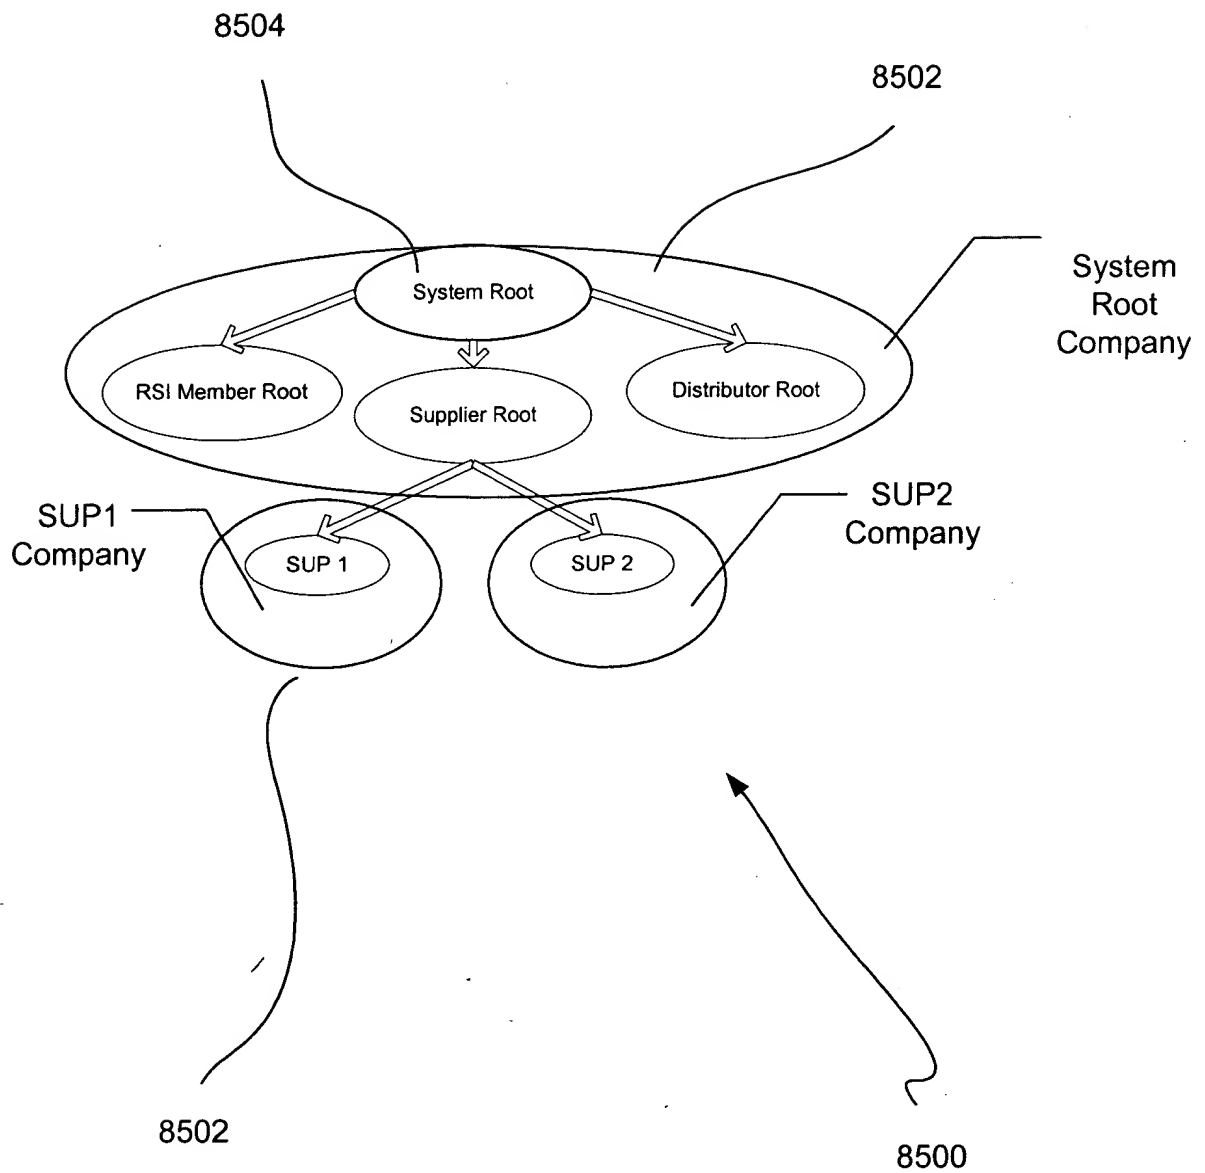 8504
8502
System Root
System
Root
Company
RSI Member Root
Supplier Root
Distributor Root
SUP1
Company
SUP2
Company
SUP 1
SUP 2
8502
8500